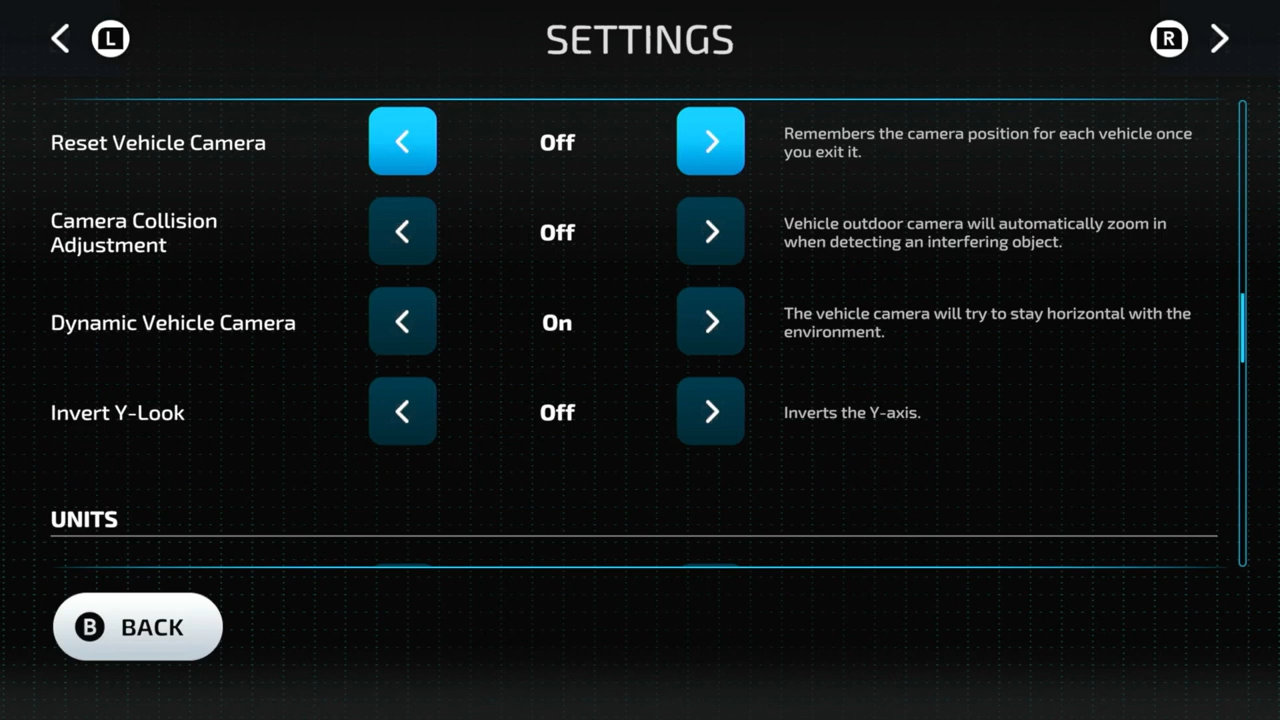 L
SETTINGS
R
Reset Vehicle Camera
Off
Remembers the camera position for each vehicle once
you exit it.
Camera Collision
Adjustment
Off
Vehicle outdoor camera will automatically zoom in
when detecting an interfering object.
Dynamic Vehicle Camera
On
The vehicle camera will try to stay horizontal with the
environment.
Invert Y-Look
Off
Inverts the Y-axis.
UNITS
B BACK